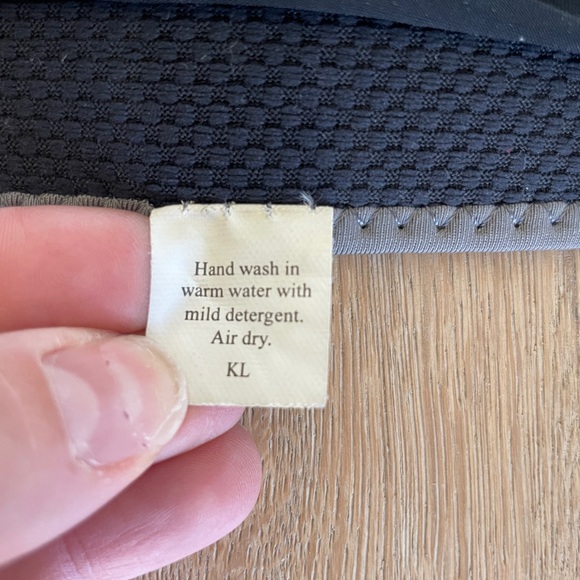 Hand wash in
warm water with
mild detergent.
Air dry.
KL